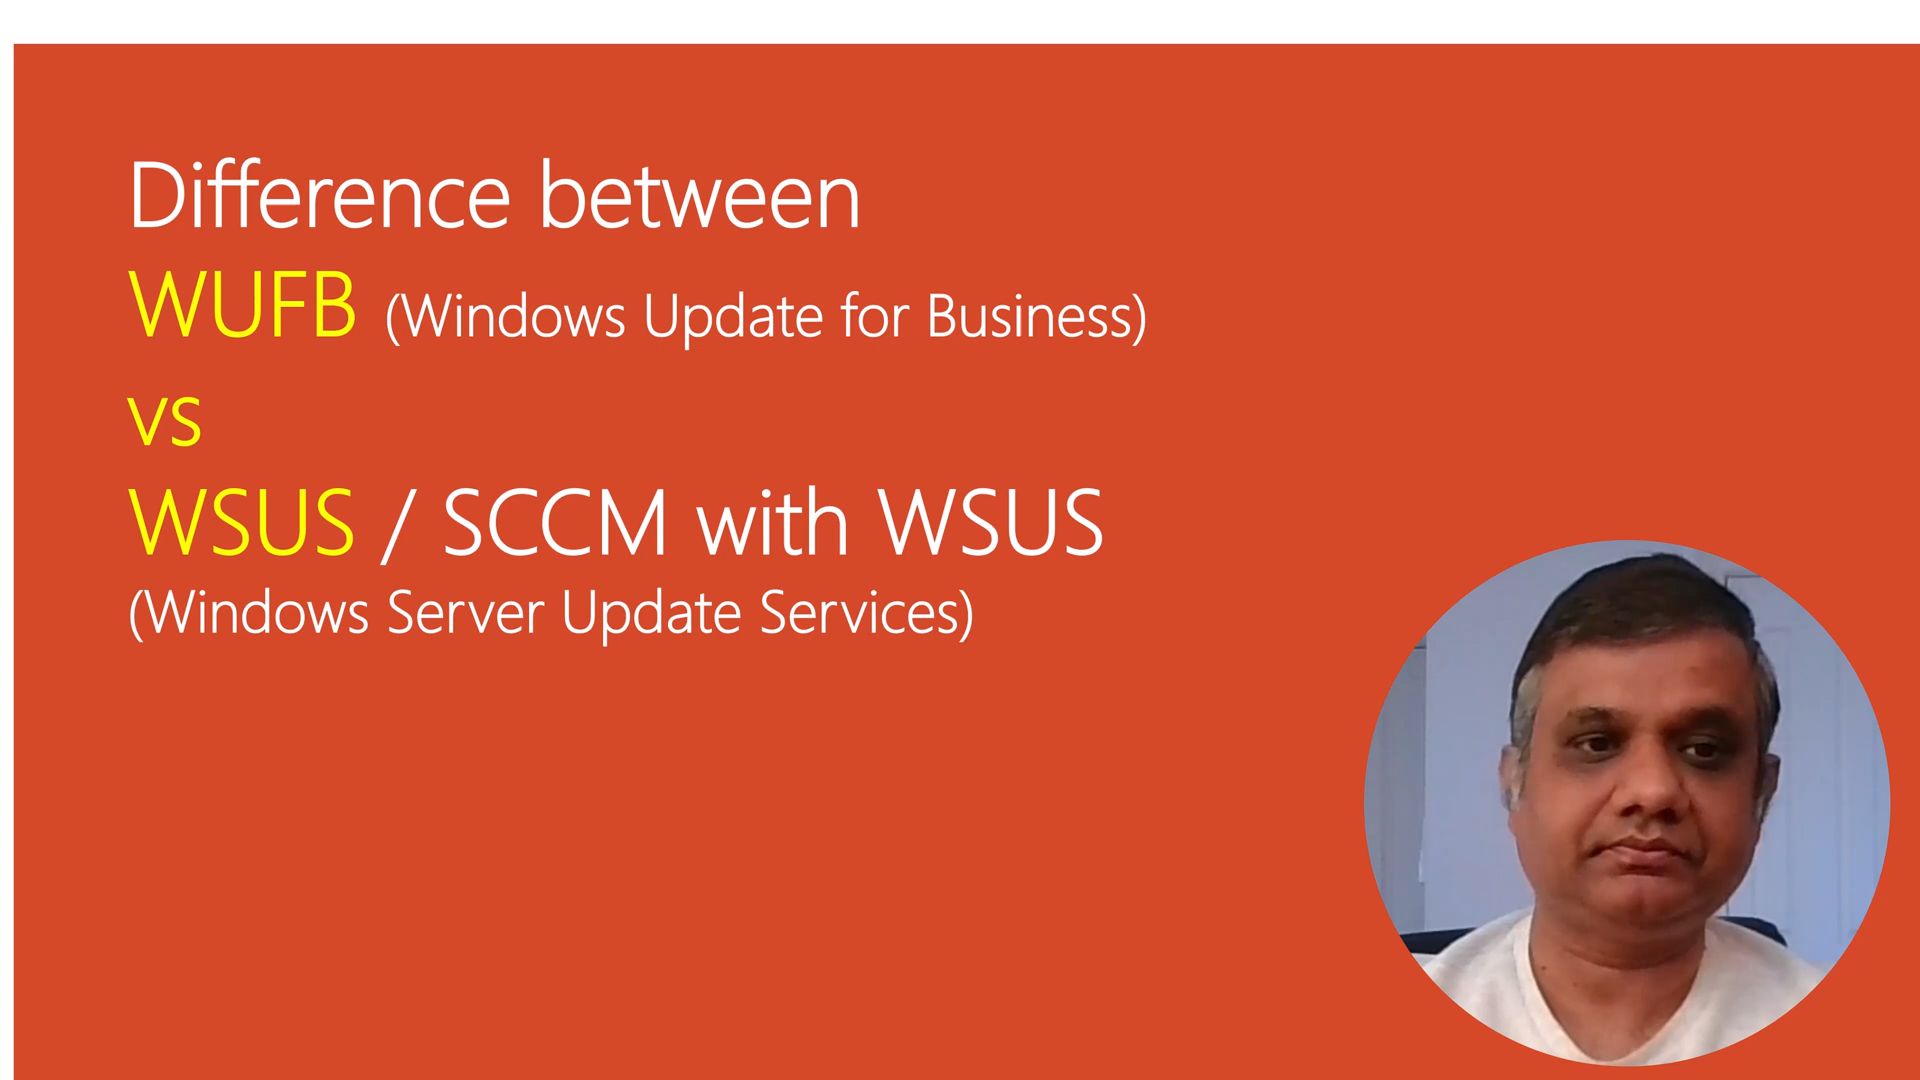 Difference between
WUFB (Windows Update for Business)
vs
WSUS / SCCM with WSUS
(Windows Server Update Services)